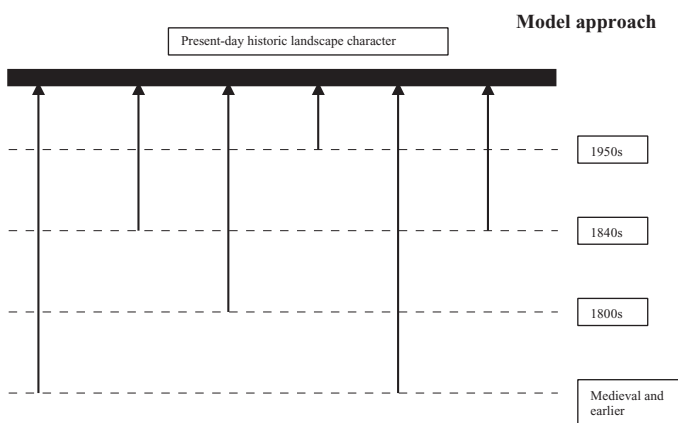 Model approach
Present-day historic landscape character
1950s
1840s
1800s
Medieval and
earlier